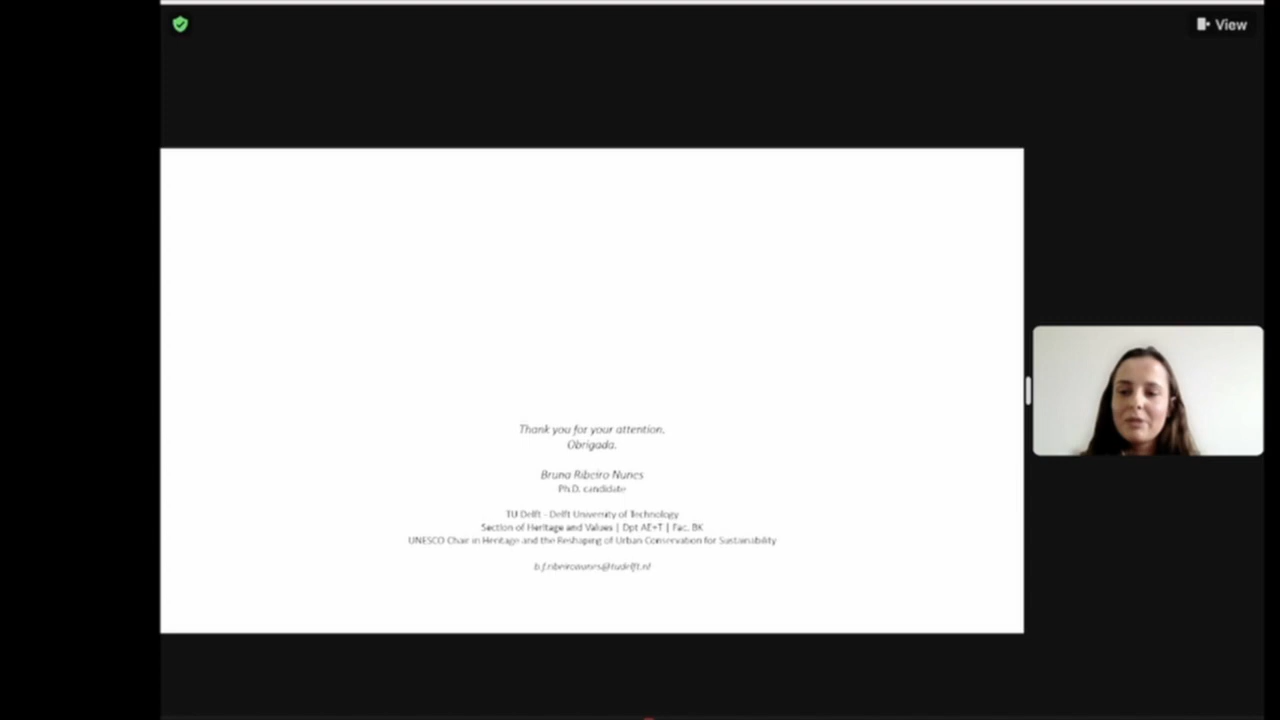 View
Thank you for your attention.
Obrigada.
Bruna Ribeiro Nunes
Ph.D. candidate
TU Delft - Delft University of Technology
Section of Heritage and Values | Dpt AE+T | Fac. BK
UNESCO Chair in Heritage and the Reshaping of Urban Conservation for Sustainability
b.f.ribeironunes@tudelft.nl